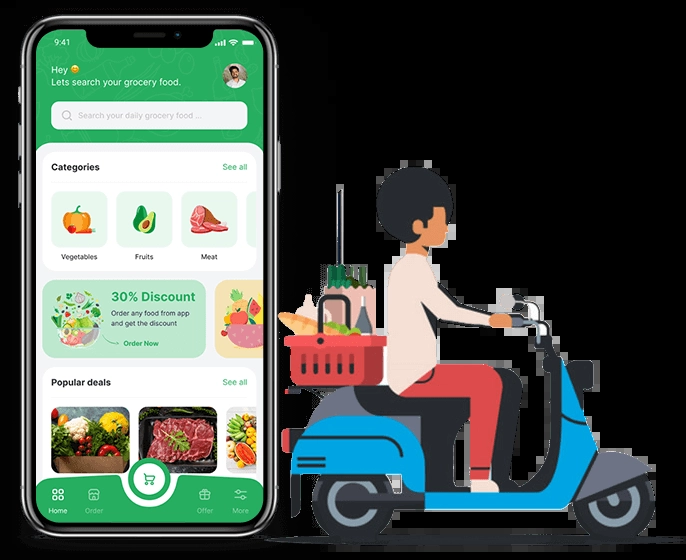 9:41
Hey 😊
Lets search your grocery food.
Search your daily grocery food ...
Categories See all
Vegetables Fruits Meat
30% Discount
Order any food from app
and get the discount
Order Now
Popular deals See all
Home Order Offer More